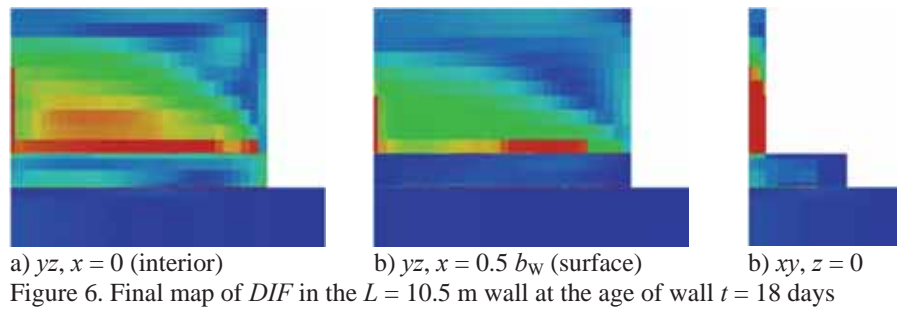 a) yz, x = 0 (interior)
b) yz, x = 0.5 bW (surface)
b) xy, z = 0
Figure 6. Final map of DIF in the L = 10.5 m wall at the age of wall t = 18 days